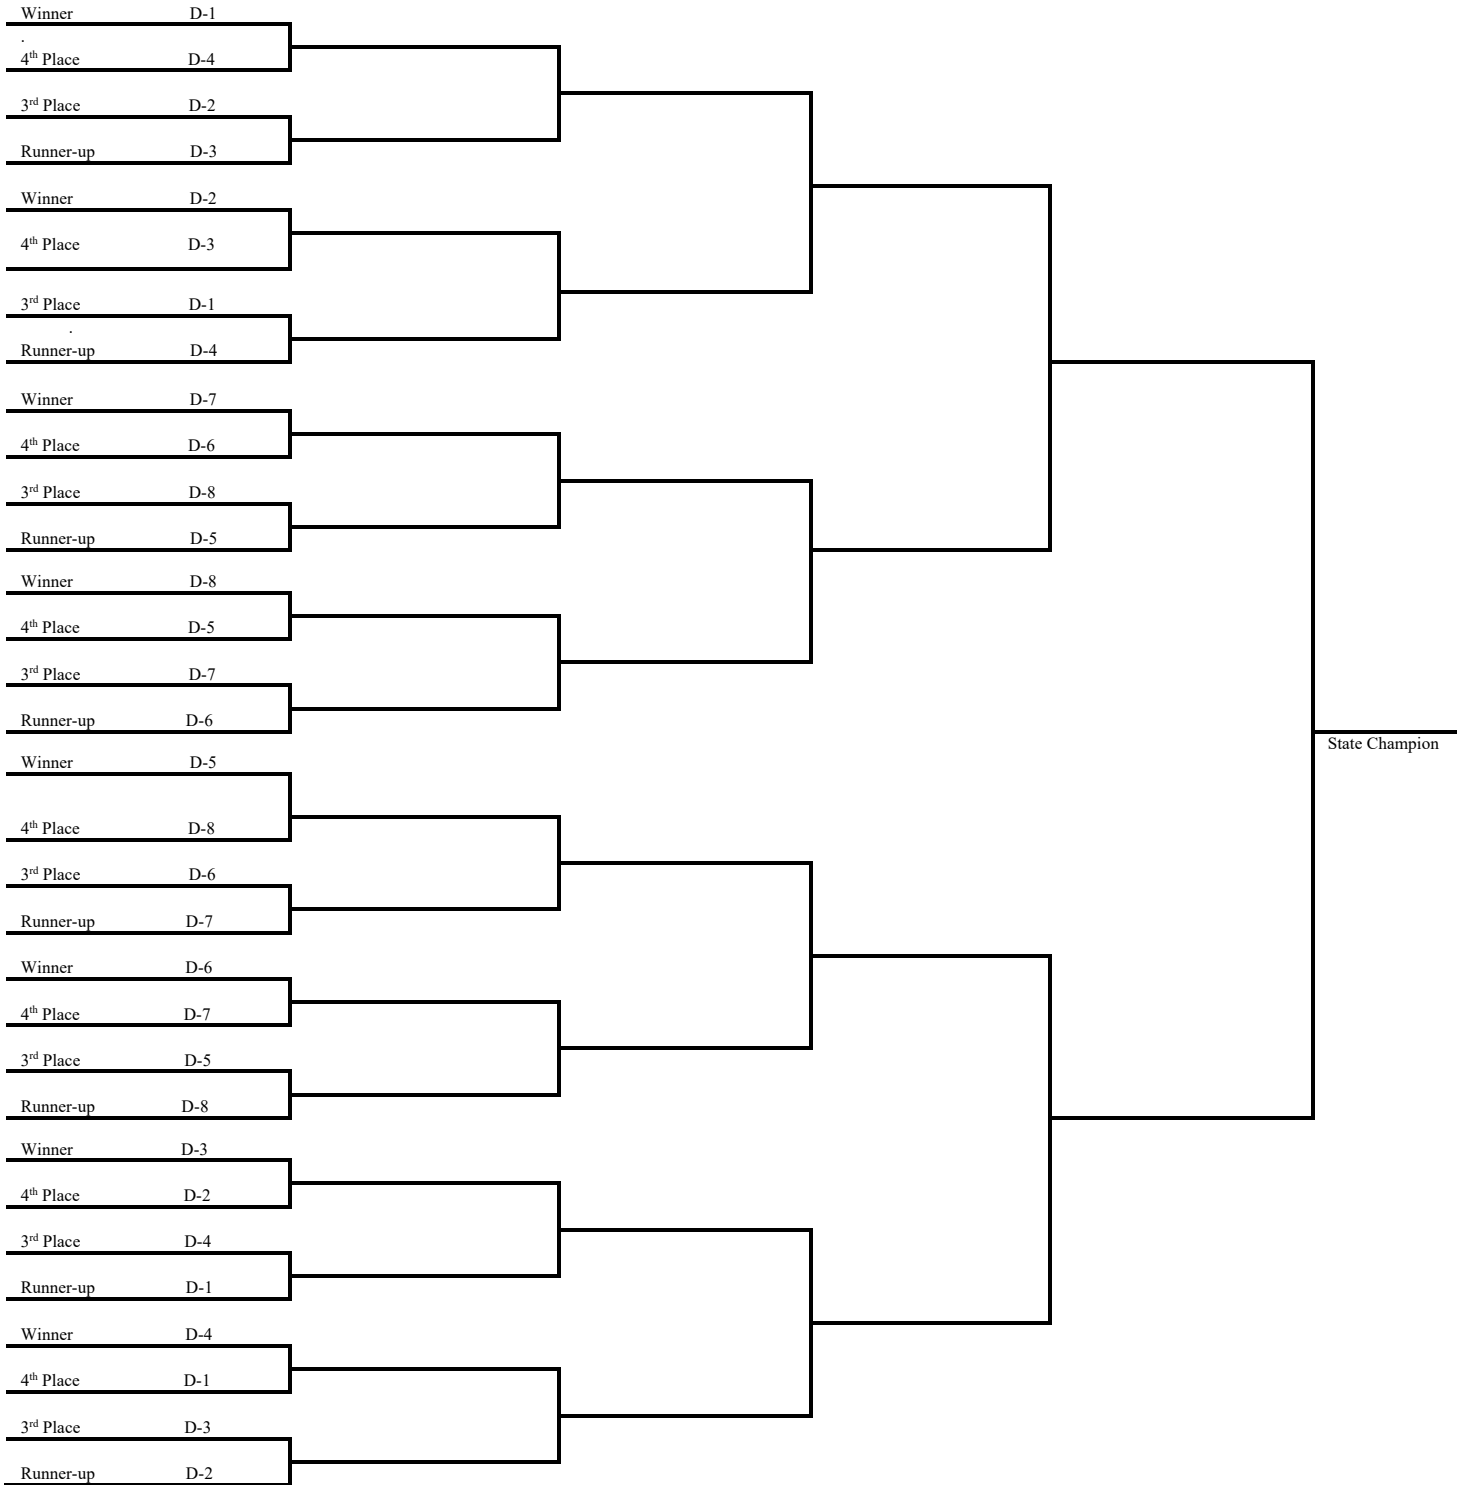 Winner D-1
.
4th Place D-4
3rd Place D-2
Runner-up D-3
Winner D-2
4th Place D-3
3rd Place D-1
.
Runner-up D-4
Winner D-7
4th Place D-6
3rd Place D-8
Runner-up D-5
Winner D-8
4th Place D-5
3rd Place D-7
Runner-up D-6
State Champion
Winner D-5
4th Place D-8
3rd Place D-6
Runner-up D-7
Winner D-6
4th Place D-7
3rd Place D-5
Runner-up D-8
Winner D-3
4th Place D-2
3rd Place D-4
Runner-up D-1
Winner D-4
4th Place D-1
3rd Place D-3
Runner-up D-2